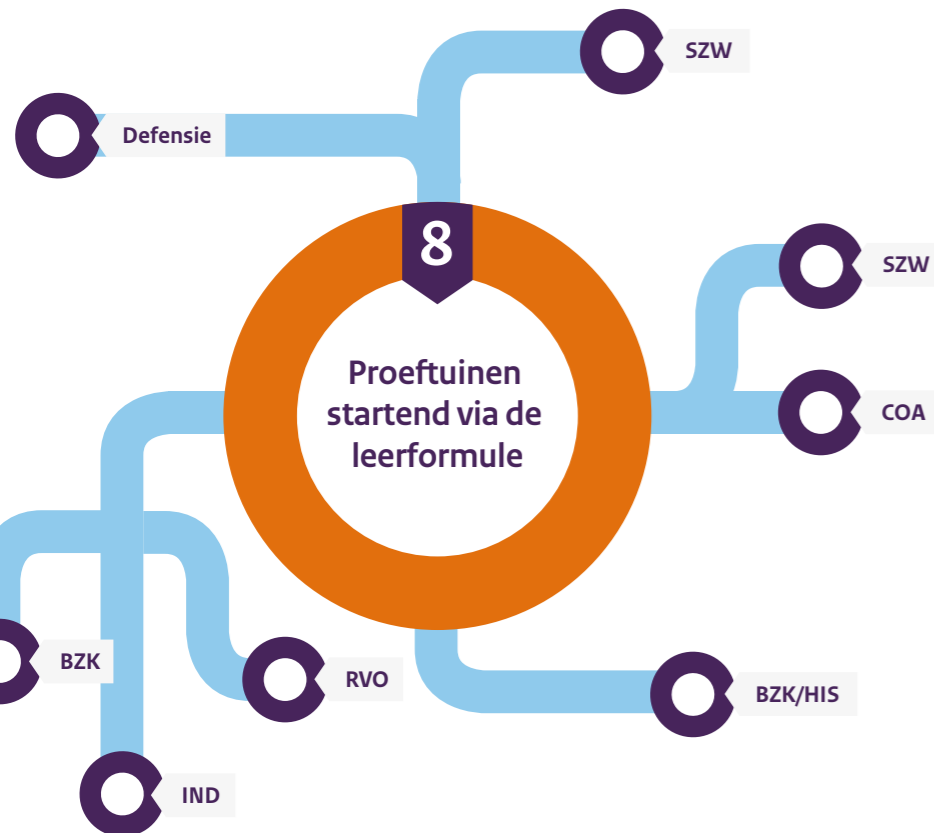 SZW
Defensie
8
SZW
Proeftuinen
startend via de
leerformule
COA
BZK
RVO
BZK/HIS
IND